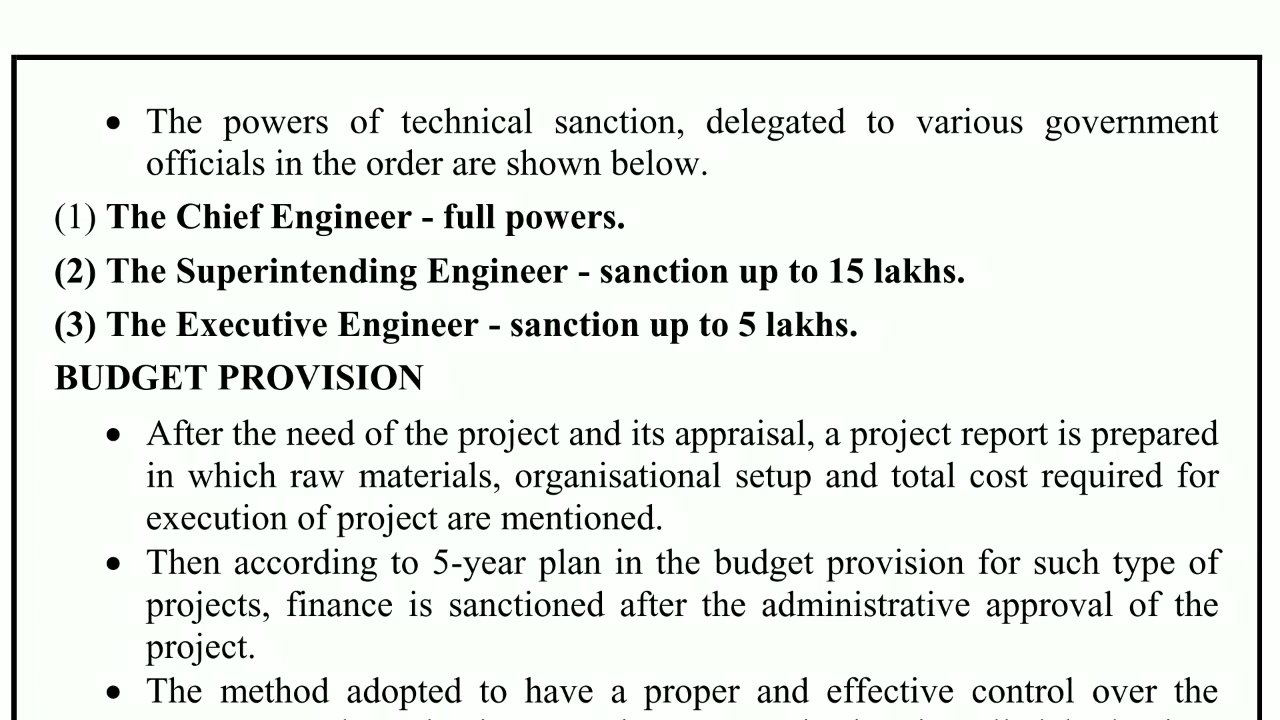 • The powers of technical sanction, delegated to various government
officials in the order are shown below.
(1) The Chief Engineer - full powers.
(2) The Superintending Engineer - sanction up to 15 lakhs.
(3) The Executive Engineer - sanction up to 5 lakhs.
BUDGET PROVISION
• After the need of the project and its appraisal, a project report is prepared
in which raw materials, organisational setup and total cost required for
execution of project are mentioned.
• Then according to 5-year plan in the budget provision for such type of
projects, finance is sanctioned after the administrative approval of the
project.
• The method adopted to have a proper and effective control over the